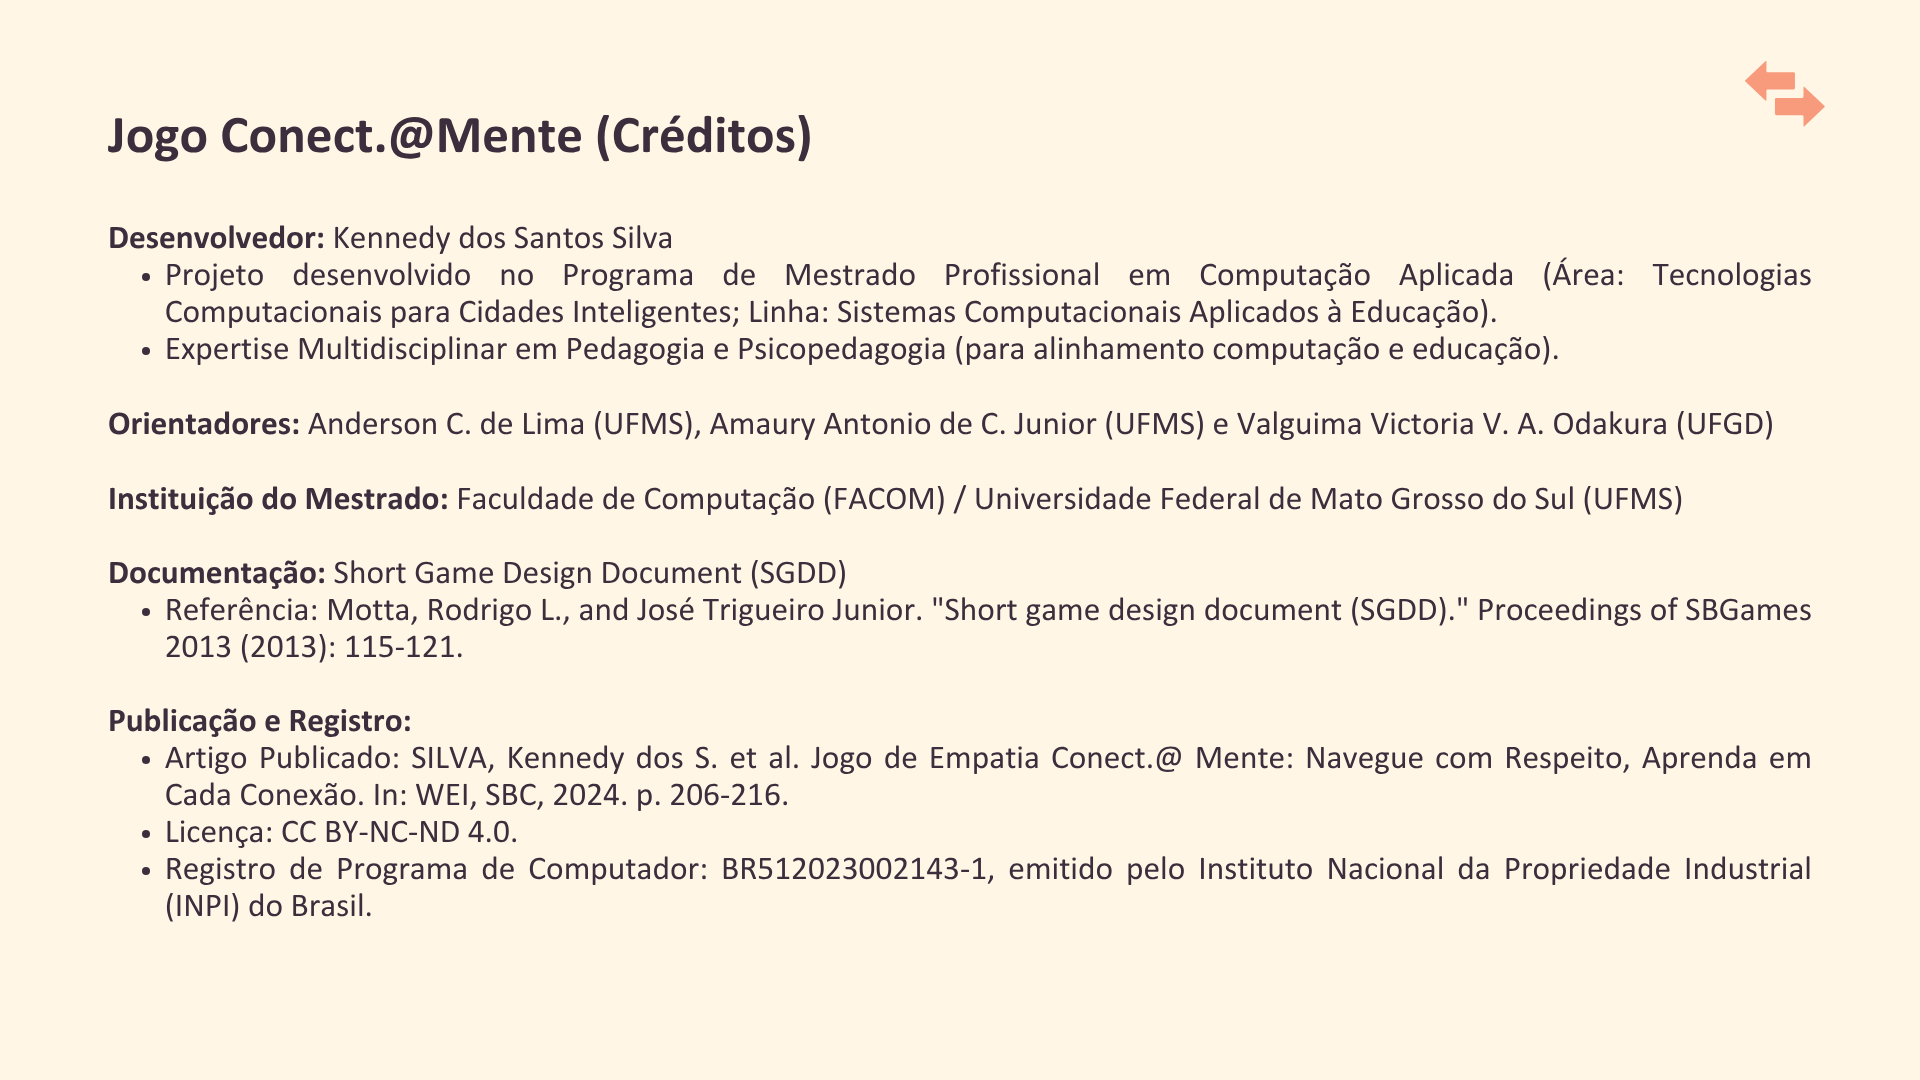 Jogo Conect.@Mente (Créditos)
Desenvolvedor: Kennedy dos Santos Silva
• Projeto desenvolvido no Programa de Mestrado Profissional em Computação Aplicada (Área: Tecnologias
Computacionais para Cidades Inteligentes; Linha: Sistemas Computacionais Aplicados à Educação).
• Expertise Multidisciplinar em Pedagogia e Psicopedagogia (para alinhamento computação e educação).
Orientadores: Anderson C. de Lima (UFMS), Amaury Antonio de C. Junior (UFMS) e Valguima Victoria V. A. Odakura (UFGD)
Instituição do Mestrado: Faculdade de Computação (FACOM) / Universidade Federal de Mato Grosso do Sul (UFMS)
Documentação: Short Game Design Document (SGDD)
• Referência: Motta, Rodrigo L., and José Trigueiro Junior. "Short game design document (SGDD)." Proceedings of SBGames
2013 (2013): 115-121.
Publicação e Registro:
• Artigo Publicado: SILVA, Kennedy dos S. et al. Jogo de Empatia Conect.@ Mente: Navegue com Respeito, Aprenda em
Cada Conexão. In: WEI, SBC, 2024. p. 206-216.
• Licença: CC BY-NC-ND 4.0.
• Registro de Programa de Computador: BR512023002143-1, emitido pelo Instituto Nacional da Propriedade Industrial
(INPI) do Brasil.